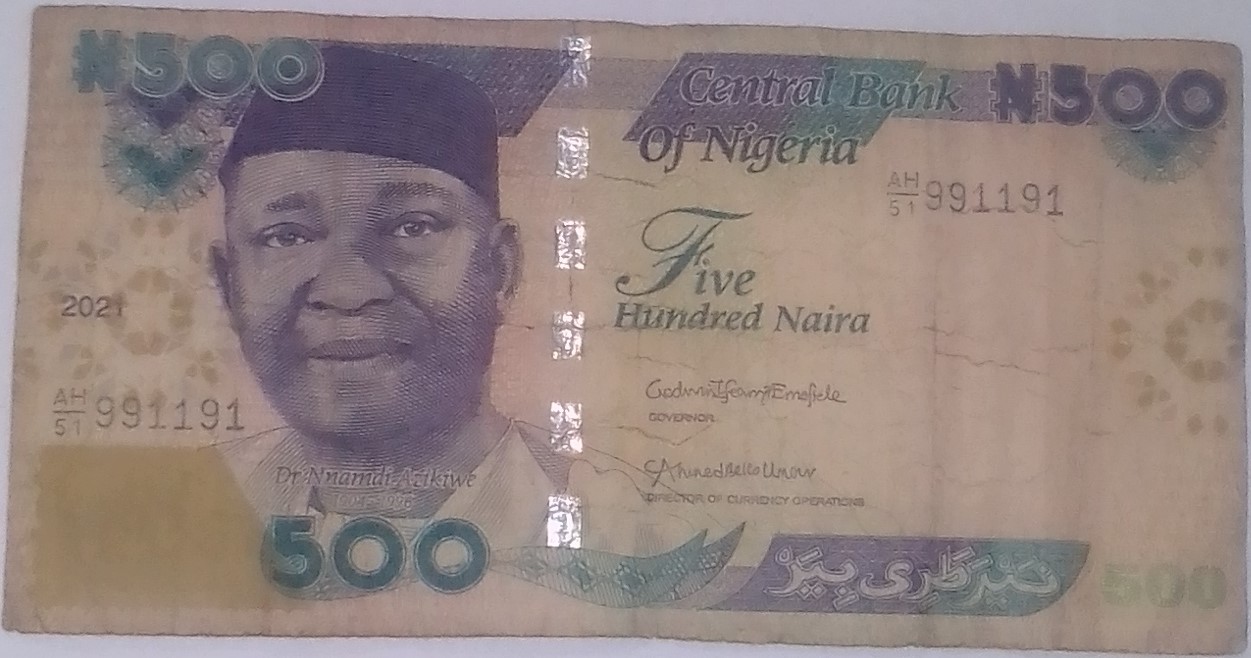 ₦500
Central Bank
Of Nigeria
₦500
AH/51 991191
Five
Hundred Naira
2021
AH/51 991191
GOVERNOR
Dr Nnamdi Azikiwe
DIRECTOR OF CURRENCY OPERATIONS
500
500